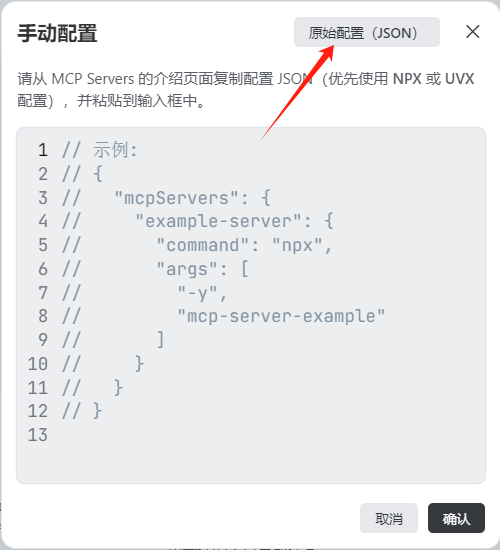 手动配置
原始配置（JSON）
请从 MCP Servers 的介绍页面复制配置 JSON（优先使用 NPX 或 UVX
配置），并粘贴到输入框中。
1 // 示例:
2 // {
3 //   "mcpServers": {
4 //     "example-server": {
5 //       "command": "npx",
6 //       "args": [
7 //         "-y",
8 //         "mcp-server-example"
9 //       ]
10 //     }
11 //   }
12 // }
13
取消
确认